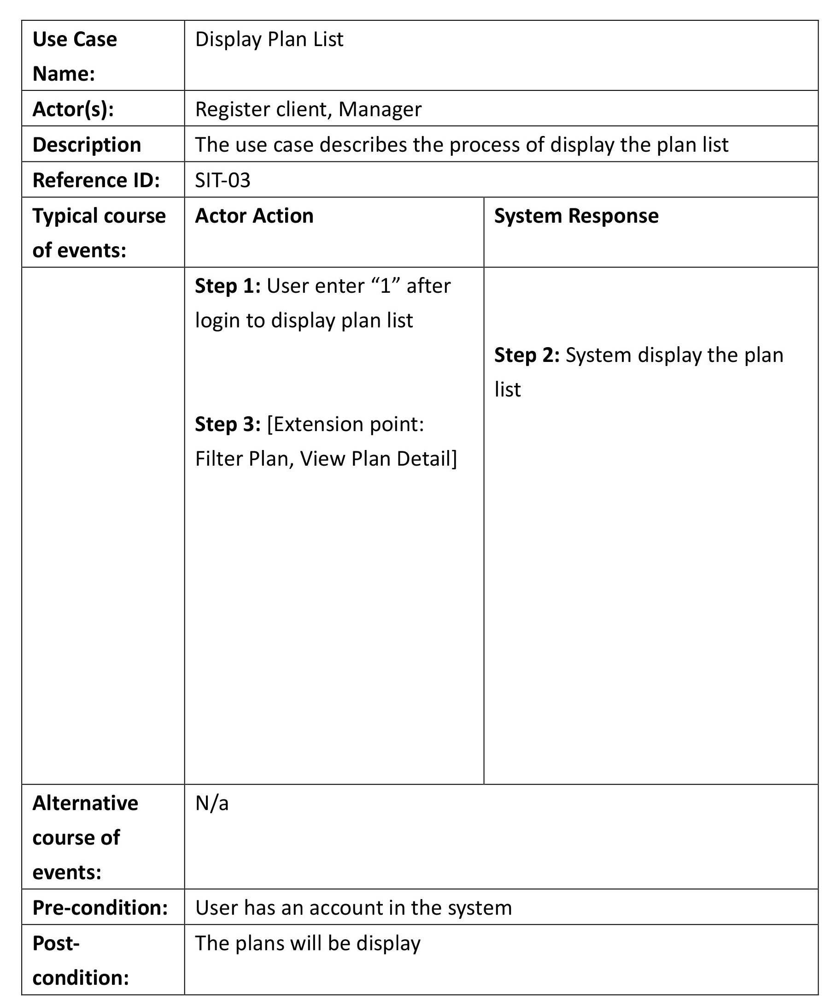 Use Case
Name:
Display Plan List
Actor(s):
Register client, Manager
Description
The use case describes the process of display the plan list
Reference ID:
SIT-03
Typical course
of events:
Actor Action
System Response
Step 1: User enter “1” after
login to display plan list
Step 2: System display the plan
list
Step 3: [Extension point:
Filter Plan, View Plan Detail]
Alternative
course of
events:
N/a
Pre-condition:
User has an account in the system
Post-
condition:
The plans will be display